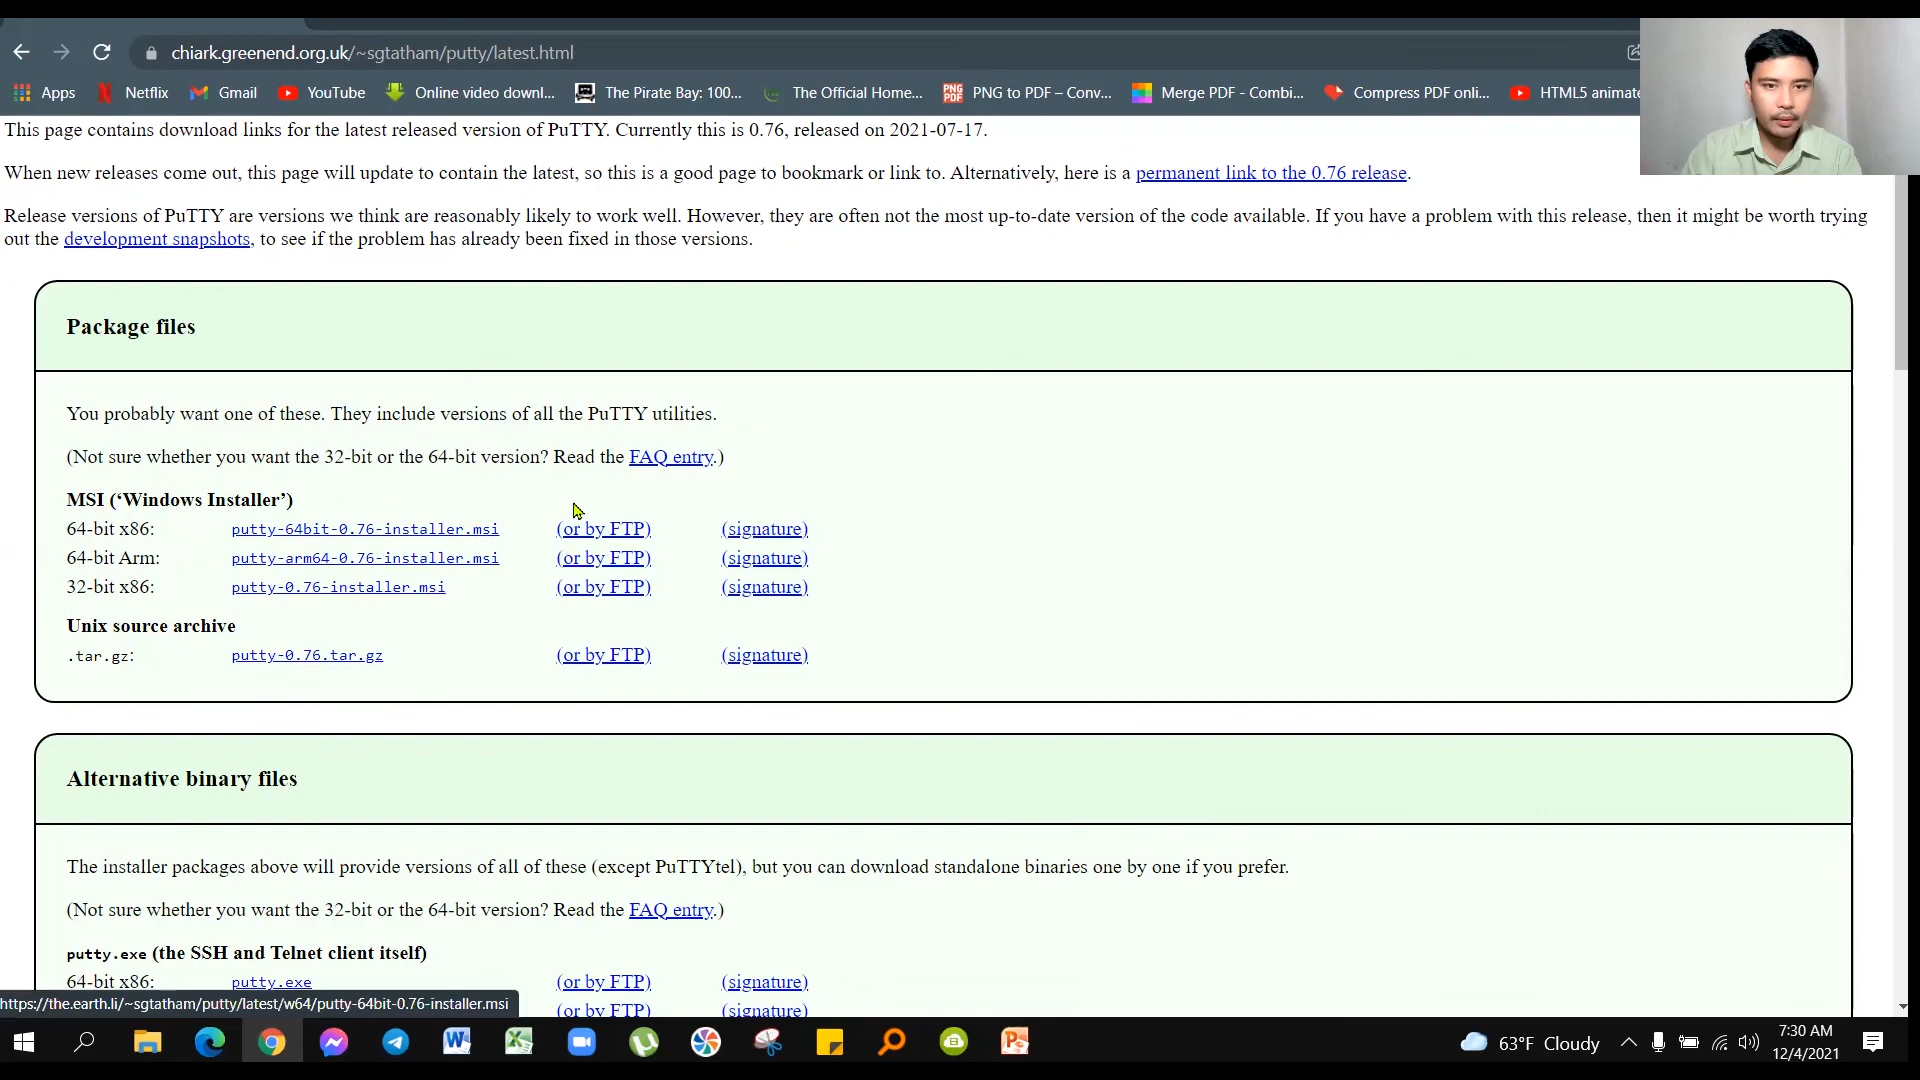 chiark.greenend.org.uk/~sgtatham/putty/latest.html
Apps Netflix Gmail YouTube Online video downl... The Pirate Bay: 100... The Official Home... PNG PDF PNG to PDF – Conv... Merge PDF - Combi... Compress PDF onli... HTML5 animate
This page contains download links for the latest released version of PuTTY. Currently this is 0.76, released on 2021-07-17.
When new releases come out, this page will update to contain the latest, so this is a good page to bookmark or link to. Alternatively, here is a permanent link to the 0.76 release.
Release versions of PuTTY are versions we think are reasonably likely to work well. However, they are often not the most up-to-date version of the code available. If you have a problem with this release, then it might be worth trying
out the development snapshots, to see if the problem has already been fixed in those versions.
Package files
You probably want one of these. They include versions of all the PuTTY utilities.
(Not sure whether you want the 32-bit or the 64-bit version? Read the FAQ entry.)
MSI (‘Windows Installer’)
64-bit x86: putty-64bit-0.76-installer.msi (or by FTP) (signature)
64-bit Arm: putty-arm64-0.76-installer.msi (or by FTP) (signature)
32-bit x86: putty-0.76-installer.msi (or by FTP) (signature)
Unix source archive
.tar.gz: putty-0.76.tar.gz (or by FTP) (signature)
Alternative binary files
The installer packages above will provide versions of all of these (except PuTTYtel), but you can download standalone binaries one by one if you prefer.
(Not sure whether you want the 32-bit or the 64-bit version? Read the FAQ entry.)
putty.exe (the SSH and Telnet client itself)
64-bit x86: putty.exe (or by FTP) (signature)
(or by FTP) (signature)
https://the.earth.li/~sgtatham/putty/latest/w64/putty-64bit-0.76-installer.msi
63°F Cloudy
7:30 AM
12/4/2021